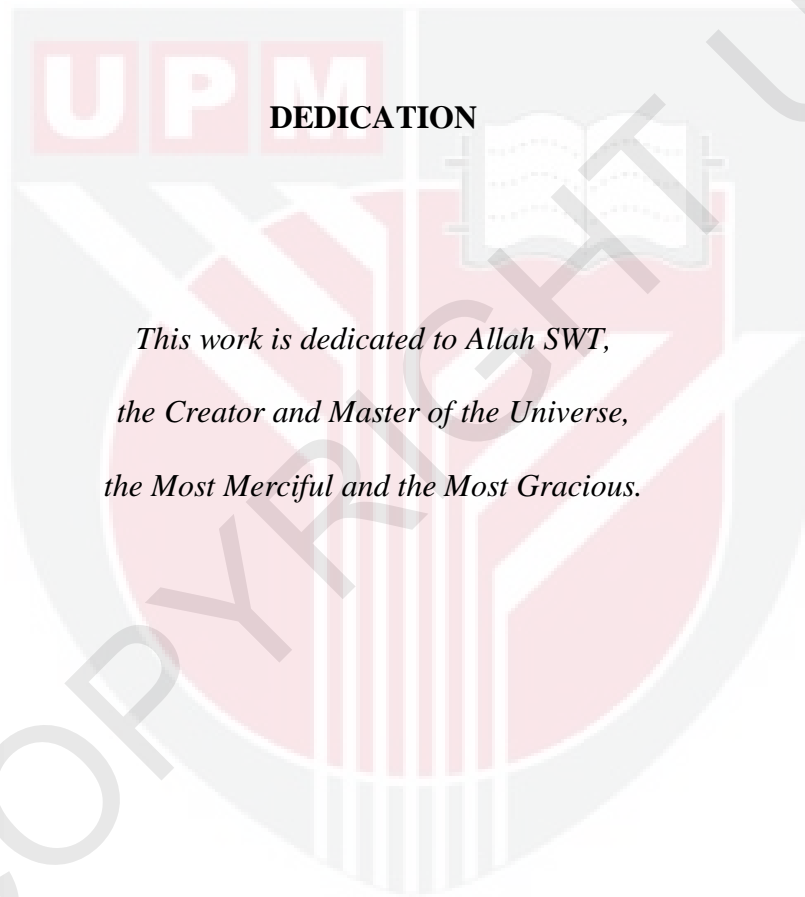 UPM
DEDICATION
This work is dedicated to Allah SWT,
the Creator and Master of the Universe,
the Most Merciful and the Most Gracious.
COPYRIGHT U